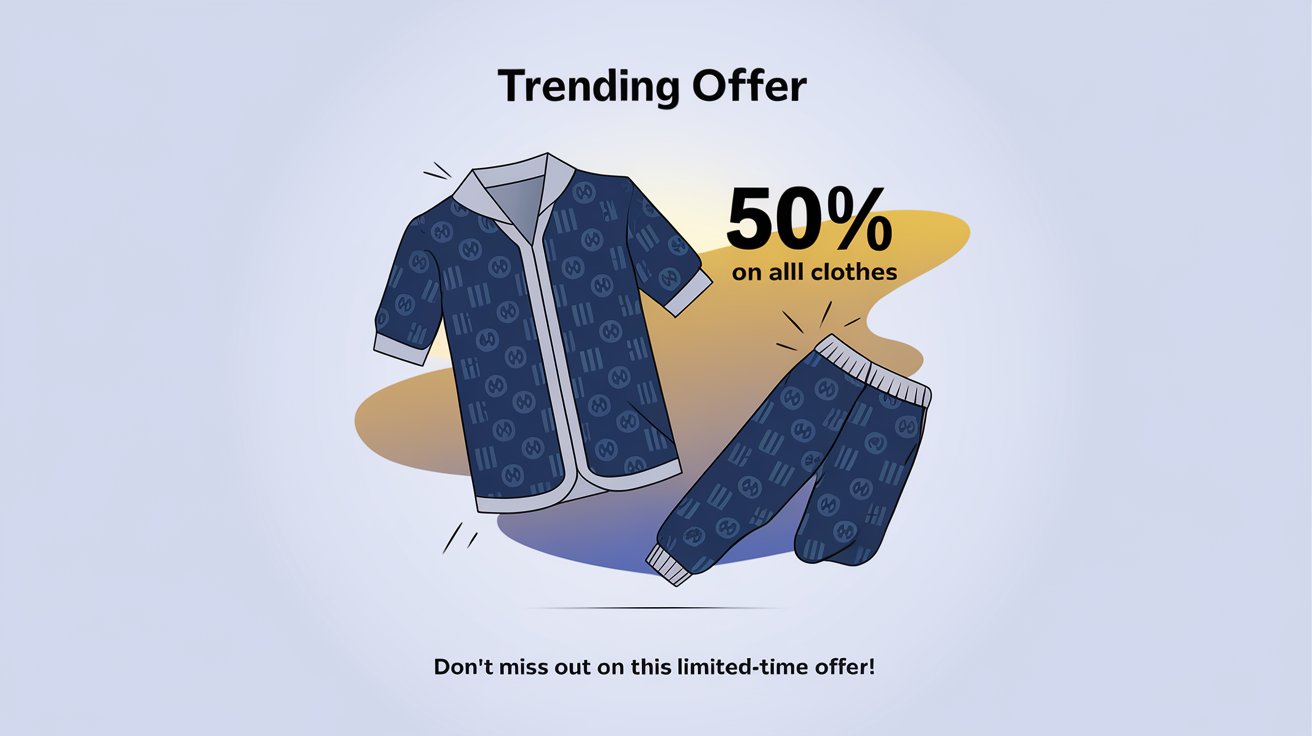 Trending Offer
50%
on alll clothes
Don't miss out on this limited-time offer!